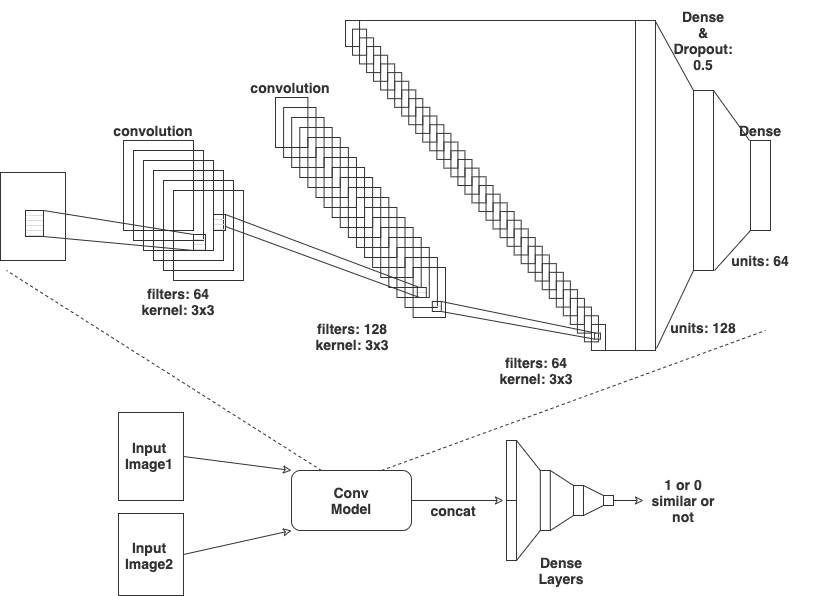 Dense
&
Dropout:
0.5
convolution
convolution
Dense
units: 64
filters: 64
kernel: 3x3
filters: 128
kernel: 3x3
units: 128
filters: 64
kernel: 3x3
Input
Image1
Conv
Model
concat
1 or 0
similar or
not
Input
Image2
Dense
Layers